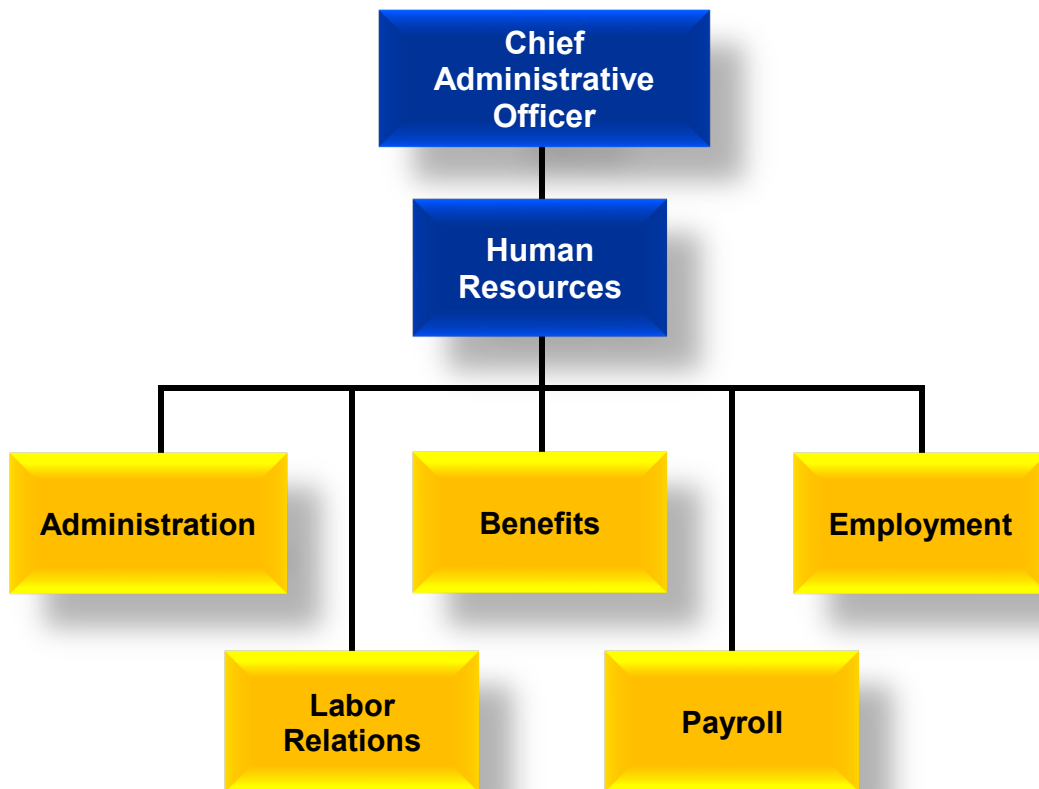 Chief
Administrative
Officer
Human
Resources
Administration
Benefits
Employment
Labor
Relations
Payroll